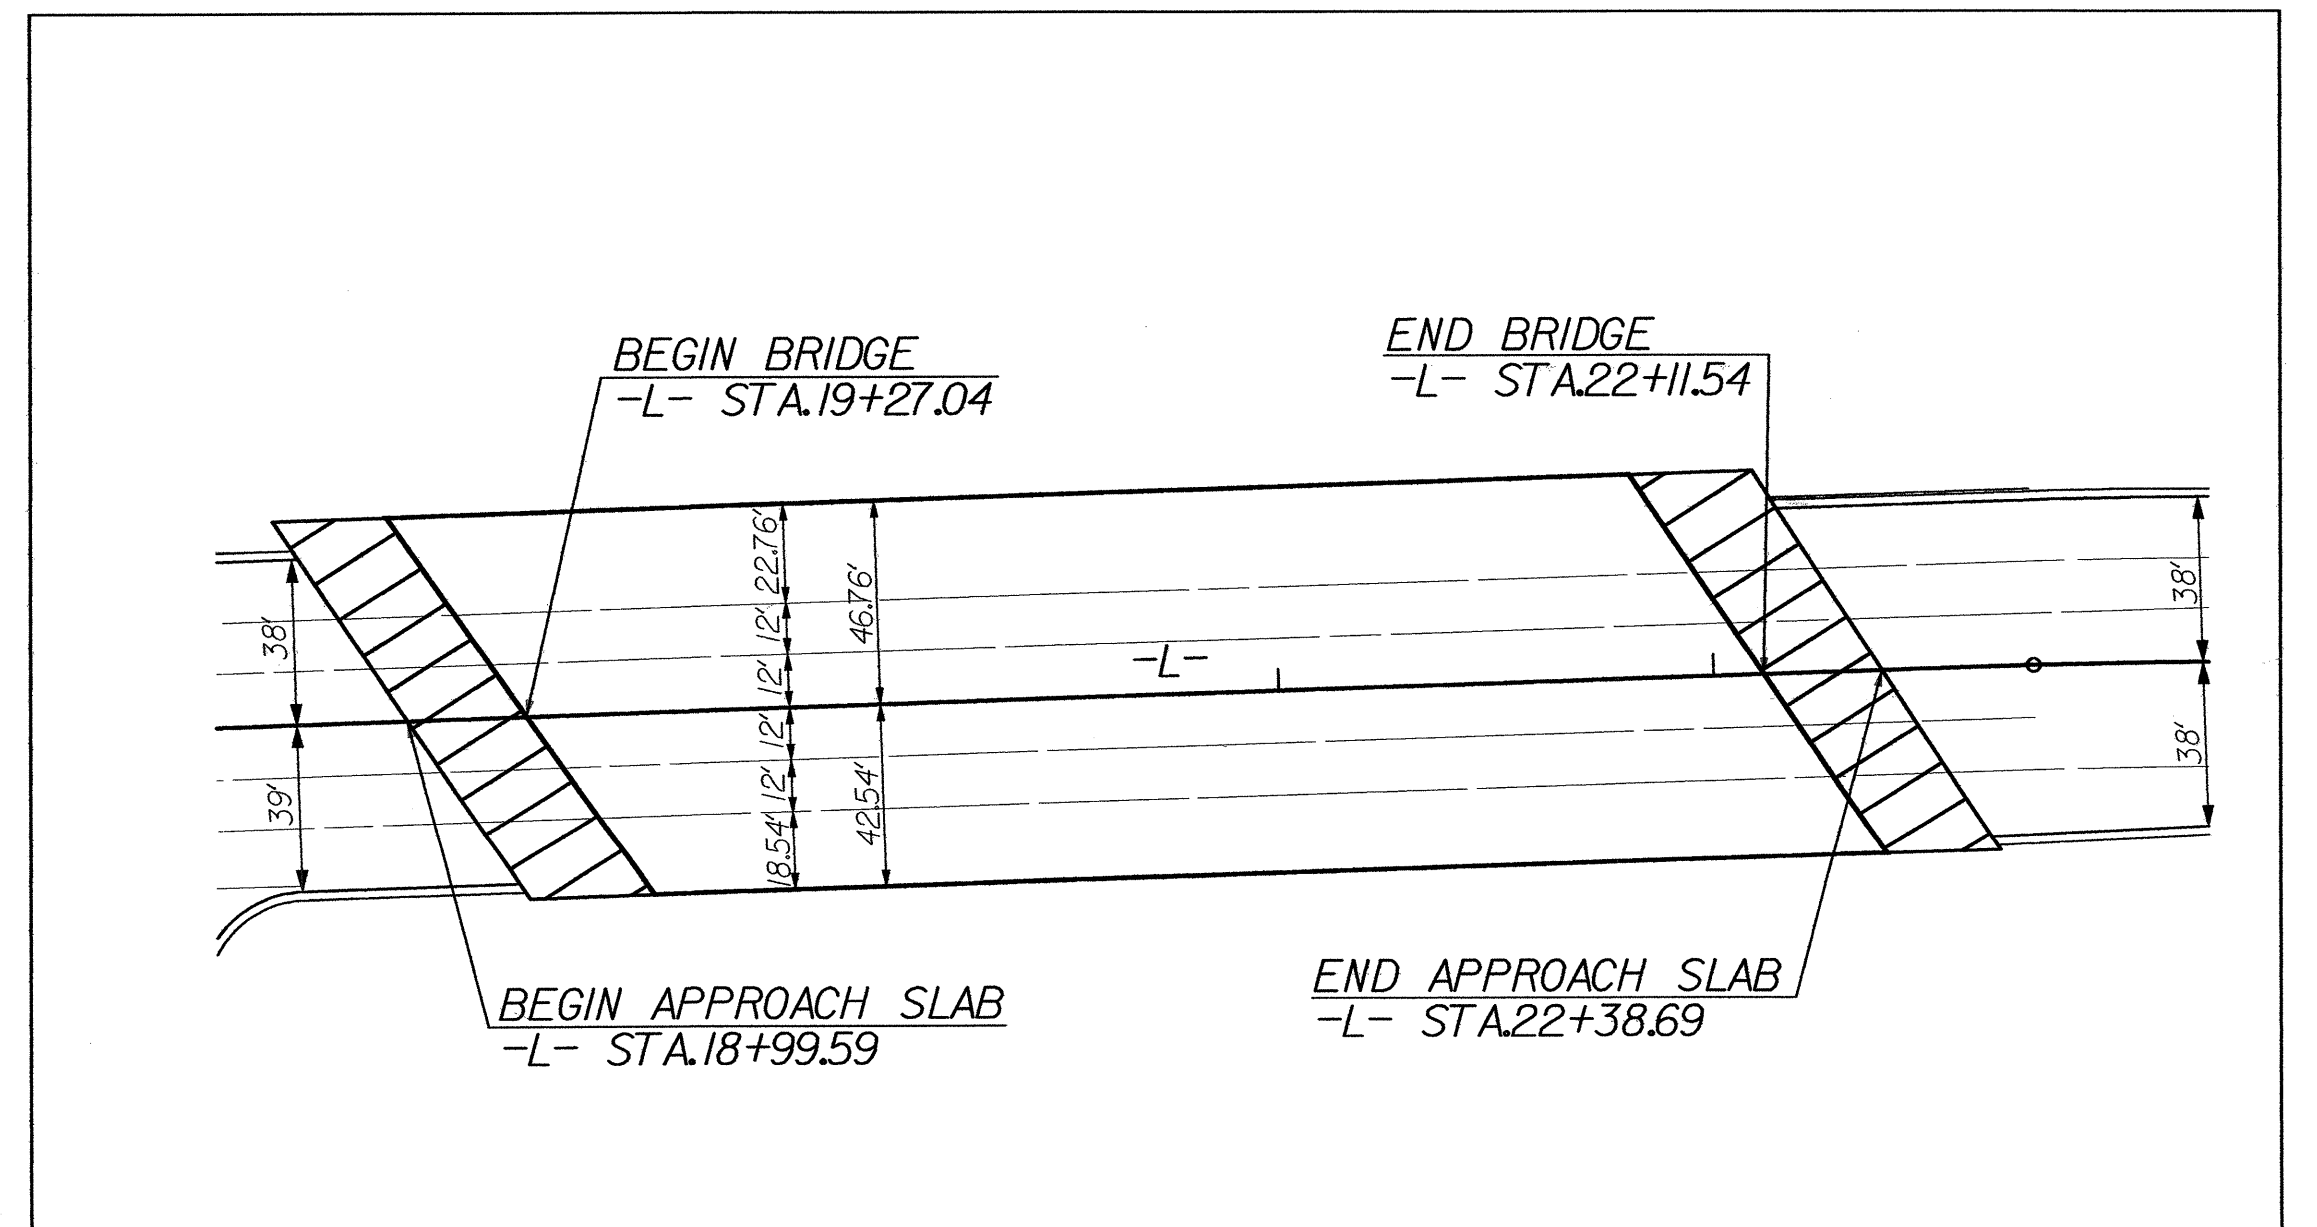 BEGIN BRIDGE
-L- STA.19+27.04
END BRIDGE
-L- STA.22+11.54
22.76'
12'
12'
46.76'
12'
12'
18.54'
42.54'
38'
39'
-L-
38'
38'
BEGIN APPROACH SLAB
-L- STA.18+99.59
END APPROACH SLAB
-L- STA.22+38.69